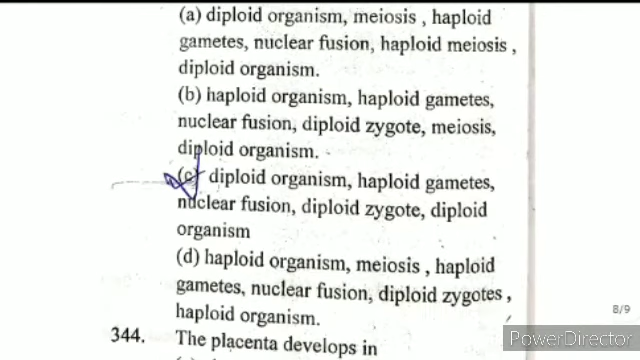 (a) diploid organism, meiosis , haploid
gametes, nuclear fusion, haploid meiosis ,
diploid organism.
(b) haploid organism, haploid gametes,
nuclear fusion, diploid zygote, meiosis,
diploid organism.
(c) diploid organism, haploid gametes,
nuclear fusion, diploid zygote, diploid
organism
(d) haploid organism, meiosis , haploid
gametes, nuclear fusion, diploid zygotes ,
haploid organism.
8/9
344. The placenta develops in
PowerDirector